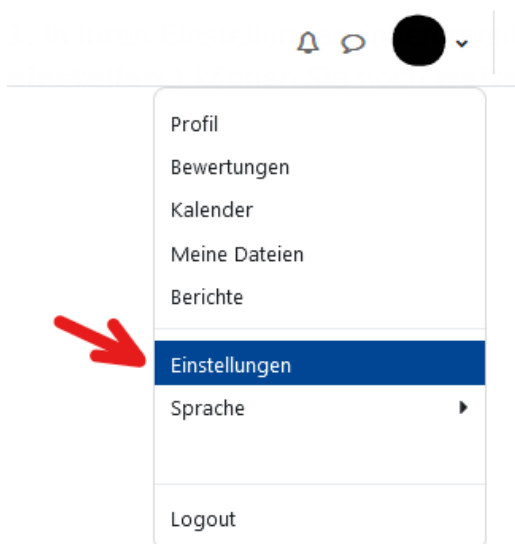 Profil
Bewertungen
Kalender
Meine Dateien
Berichte
Einstellungen
Sprache
Logout